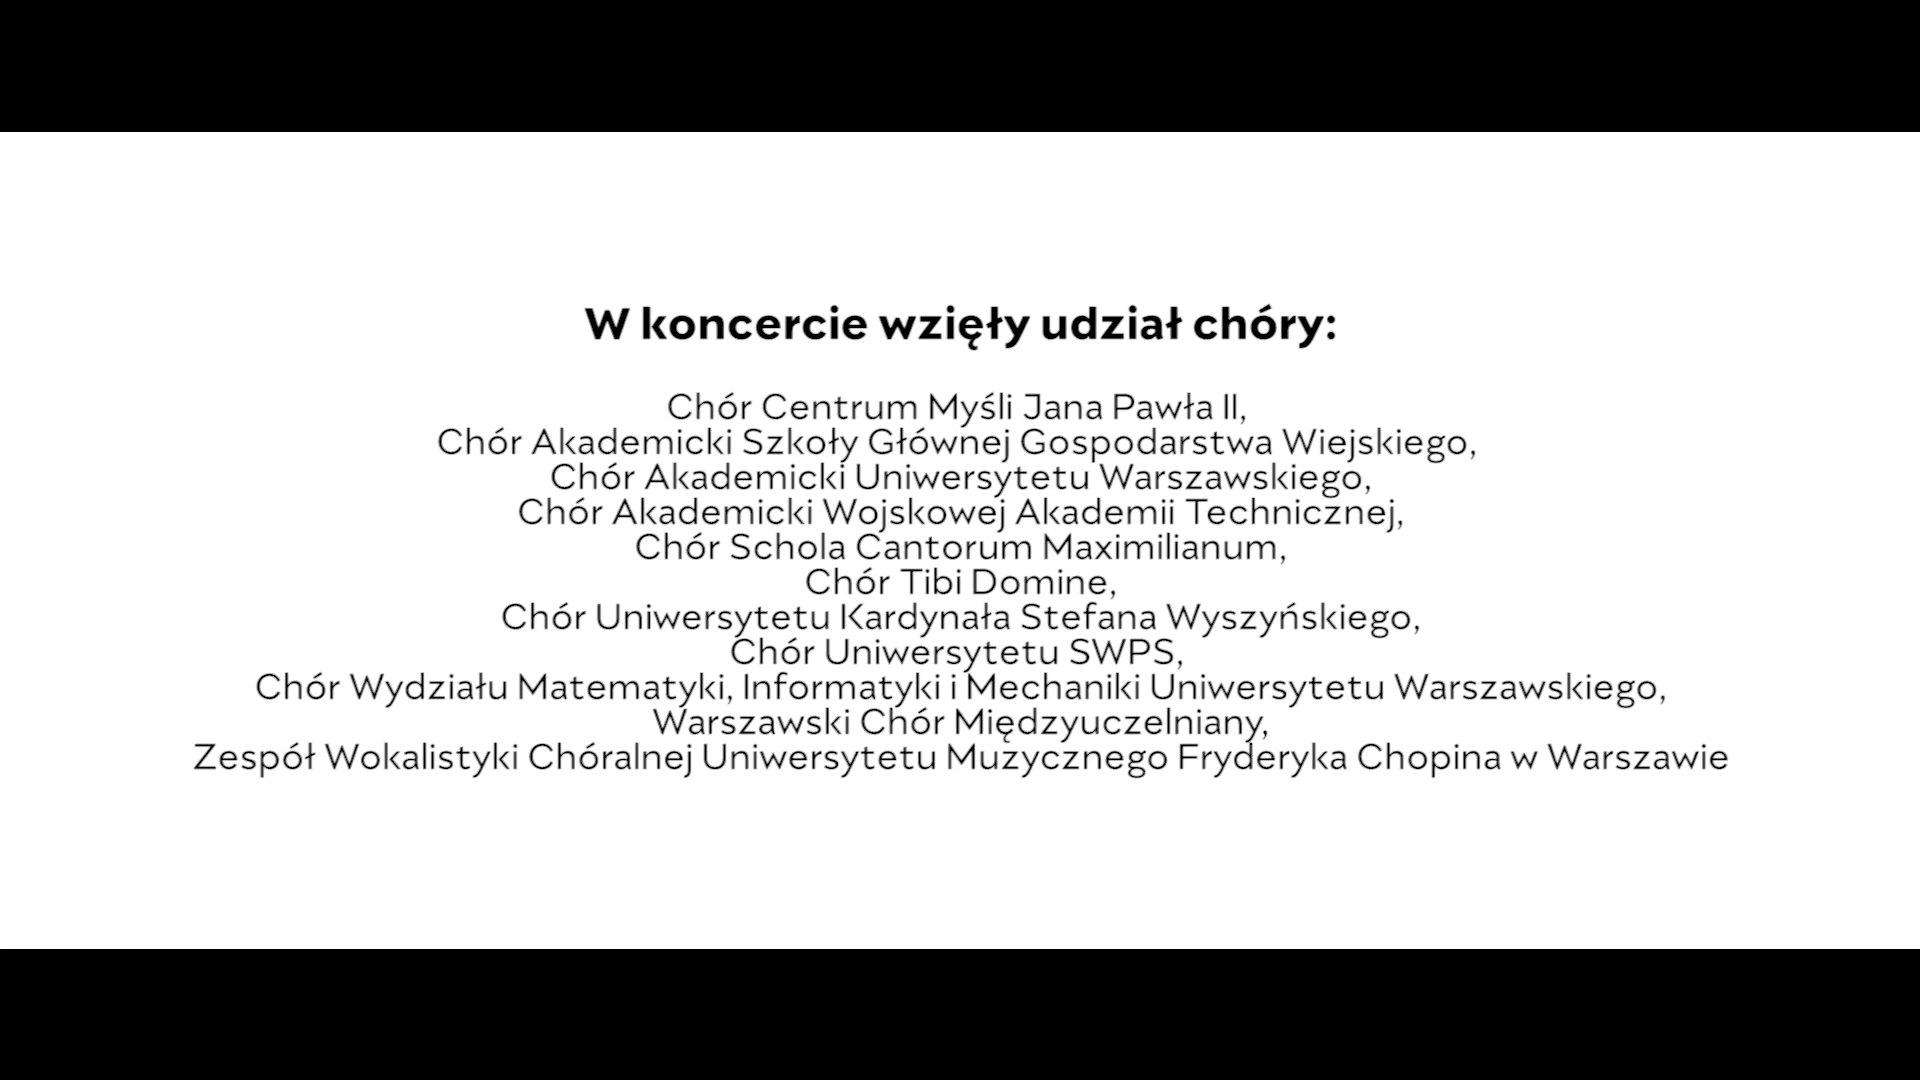 W koncercie wzięły udział chóry:
Chór Centrum Myśli Jana Pawła II,
Chór Akademicki Szkoły Głównej Gospodarstwa Wiejskiego,
Chór Akademicki Uniwersytetu Warszawskiego,
Chór Akademicki Wojskowej Akademii Technicznej,
Chór Schola Cantorum Maximilianum,
Chór Tibi Domine,
Chór Uniwersytetu Kardynała Stefana Wyszyńskiego,
Chór Uniwersytetu SWPS,
Chór Wydziału Matematyki, Informatyki i Mechaniki Uniwersytetu Warszawskiego,
Warszawski Chór Międzyuczelniany,
Zespół Wokalistyki Chóralnej Uniwersytetu Muzycznego Fryderyka Chopina w Warszawie